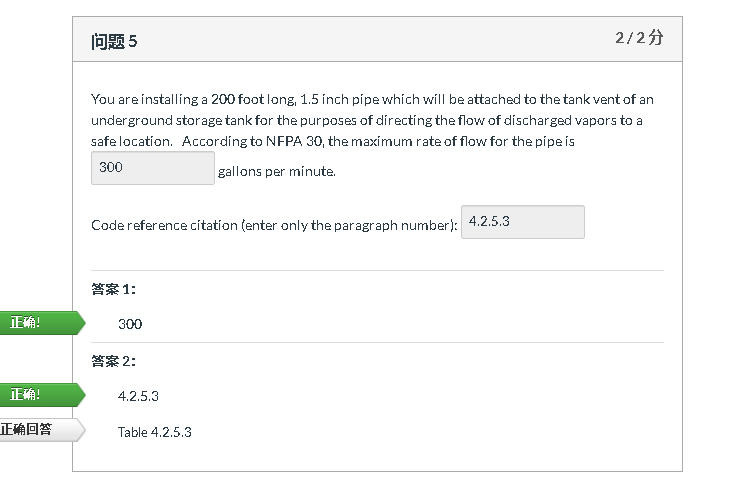 问题 5
2 / 2 分
You are installing a 200 foot long, 1.5 inch pipe which will be attached to the tank vent of an
underground storage tank for the purposes of directing the flow of discharged vapors to a
safe location. According to NFPA 30, the maximum rate of flow for the pipe is
300 gallons per minute.
Code reference citation (enter only the paragraph number): 4.2.5.3
答案 1:
正确!
300
答案 2:
正确!
4.2.5.3
正确回答
Table 4.2.5.3